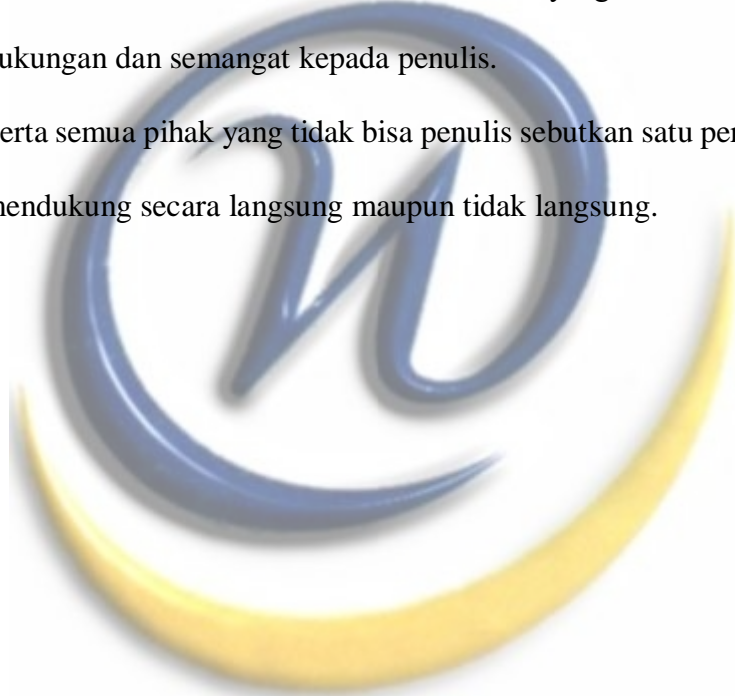 ukungan dan semangat kepada penulis.
erta semua pihak yang tidak bisa penulis sebutkan satu per
nendukung secara langsung maupun tidak langsung.